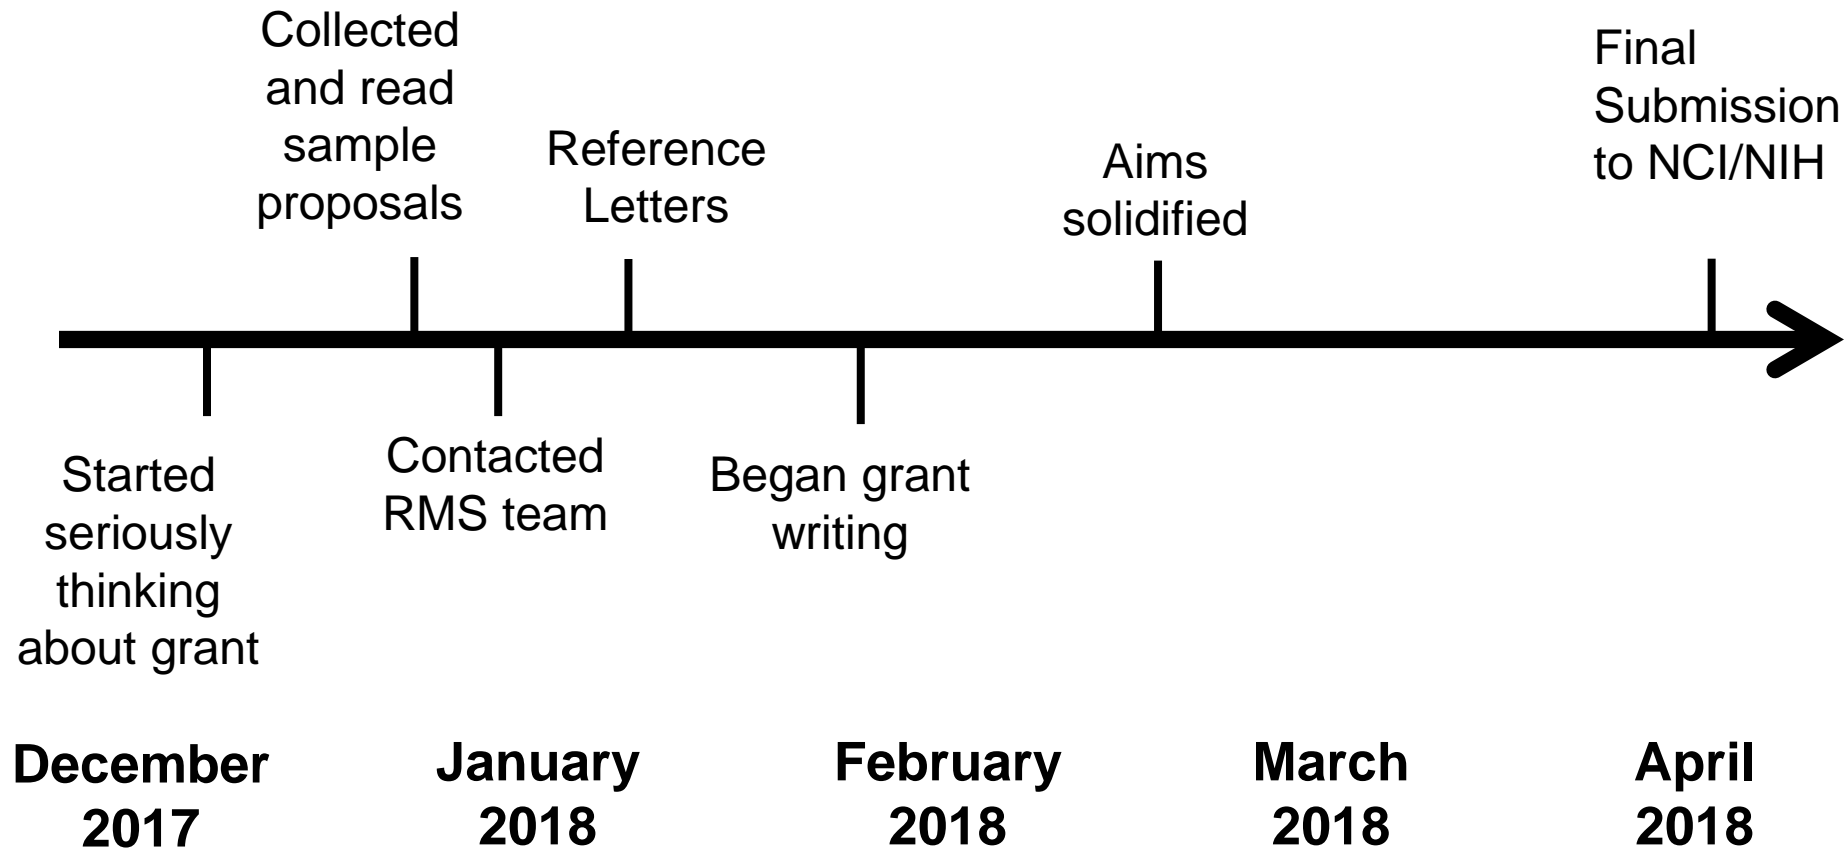 Collected
and read
sample
proposals
Reference
Letters
Aims
solidified
Final
Submission
to NCI/NIH
Started
seriously
thinking
about grant
Contacted
RMS team
Began grant
writing
December
2017
January
2018
February
2018
March
2018
April
2018